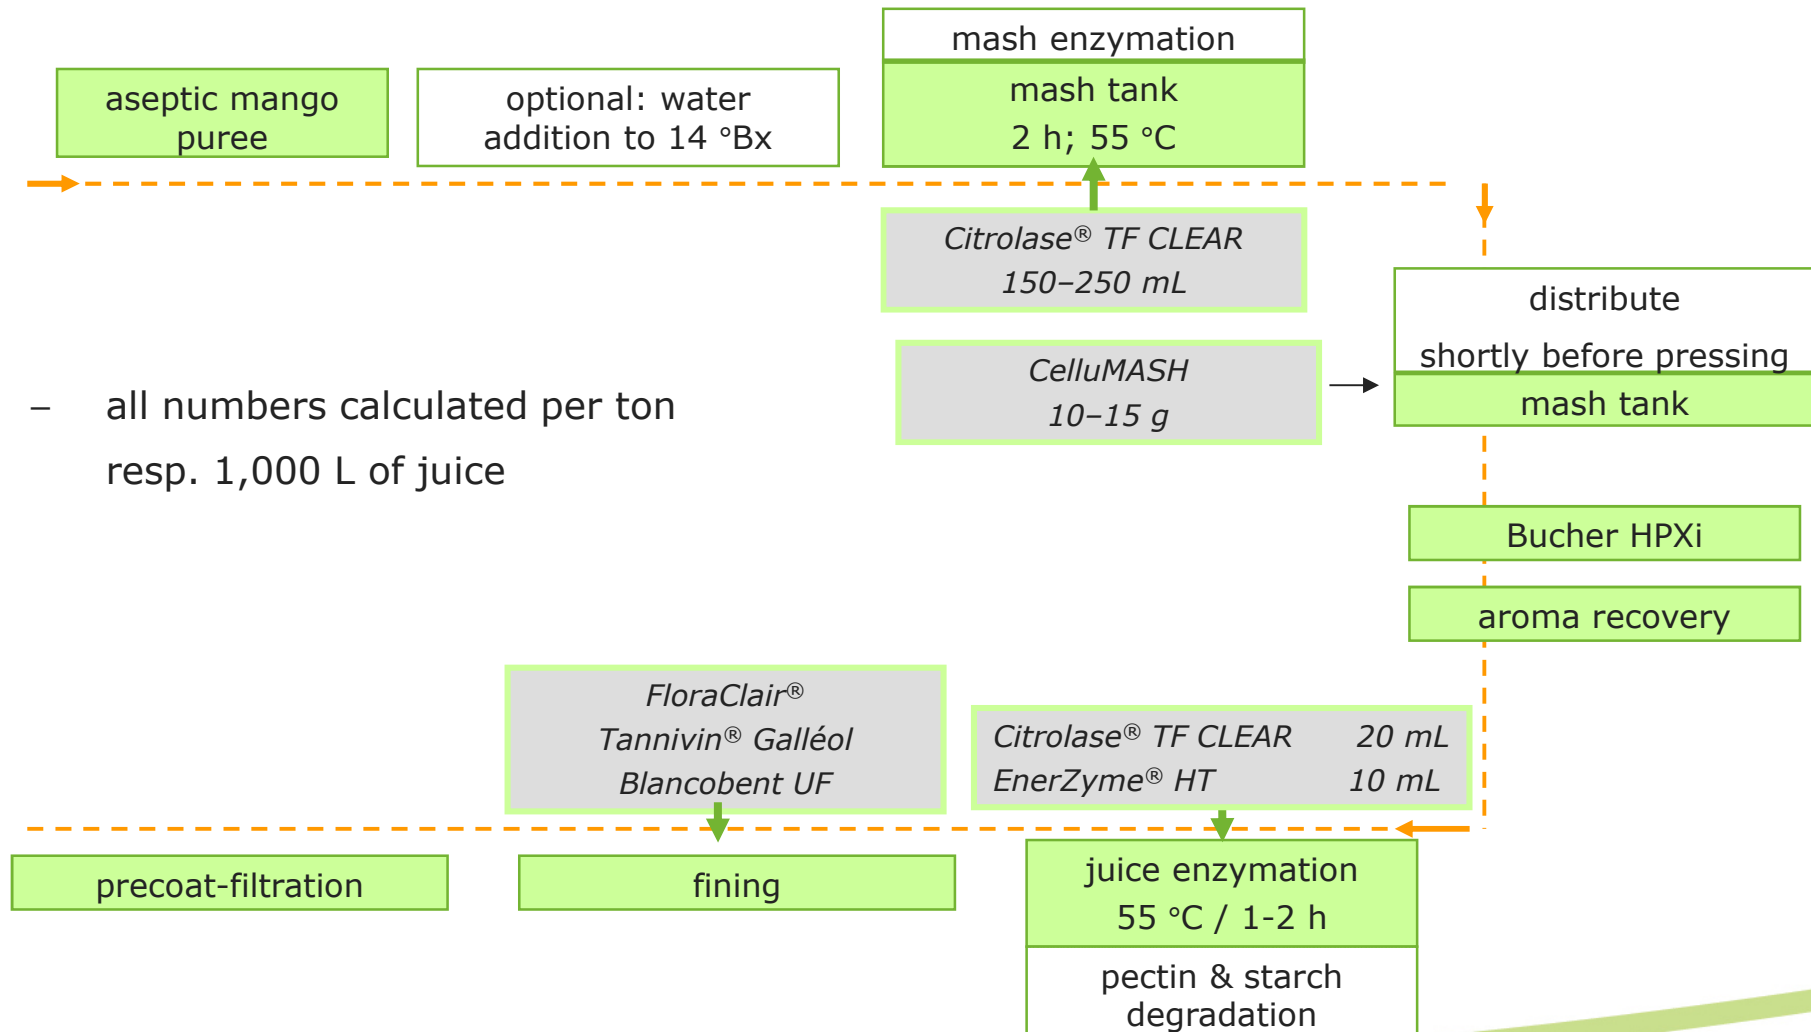 aseptic mango
puree
optional: water
addition to 14 °Bx
mash enzymation
mash tank
2 h; 55 °C
Citrolase® TF CLEAR
150–250 mL
CelluMASH
10–15 g
distribute
shortly before pressing
mash tank
– all numbers calculated per ton
resp. 1,000 L of juice
Bucher HPXi
aroma recovery
FloraClair®
Tannivin® Galléol
Blancobent UF
Citrolase® TF CLEAR 20 mL
EnerZyme® HT 10 mL
precoat-filtration
fining
juice enzymation
55 °C / 1-2 h
pectin & starch
degradation